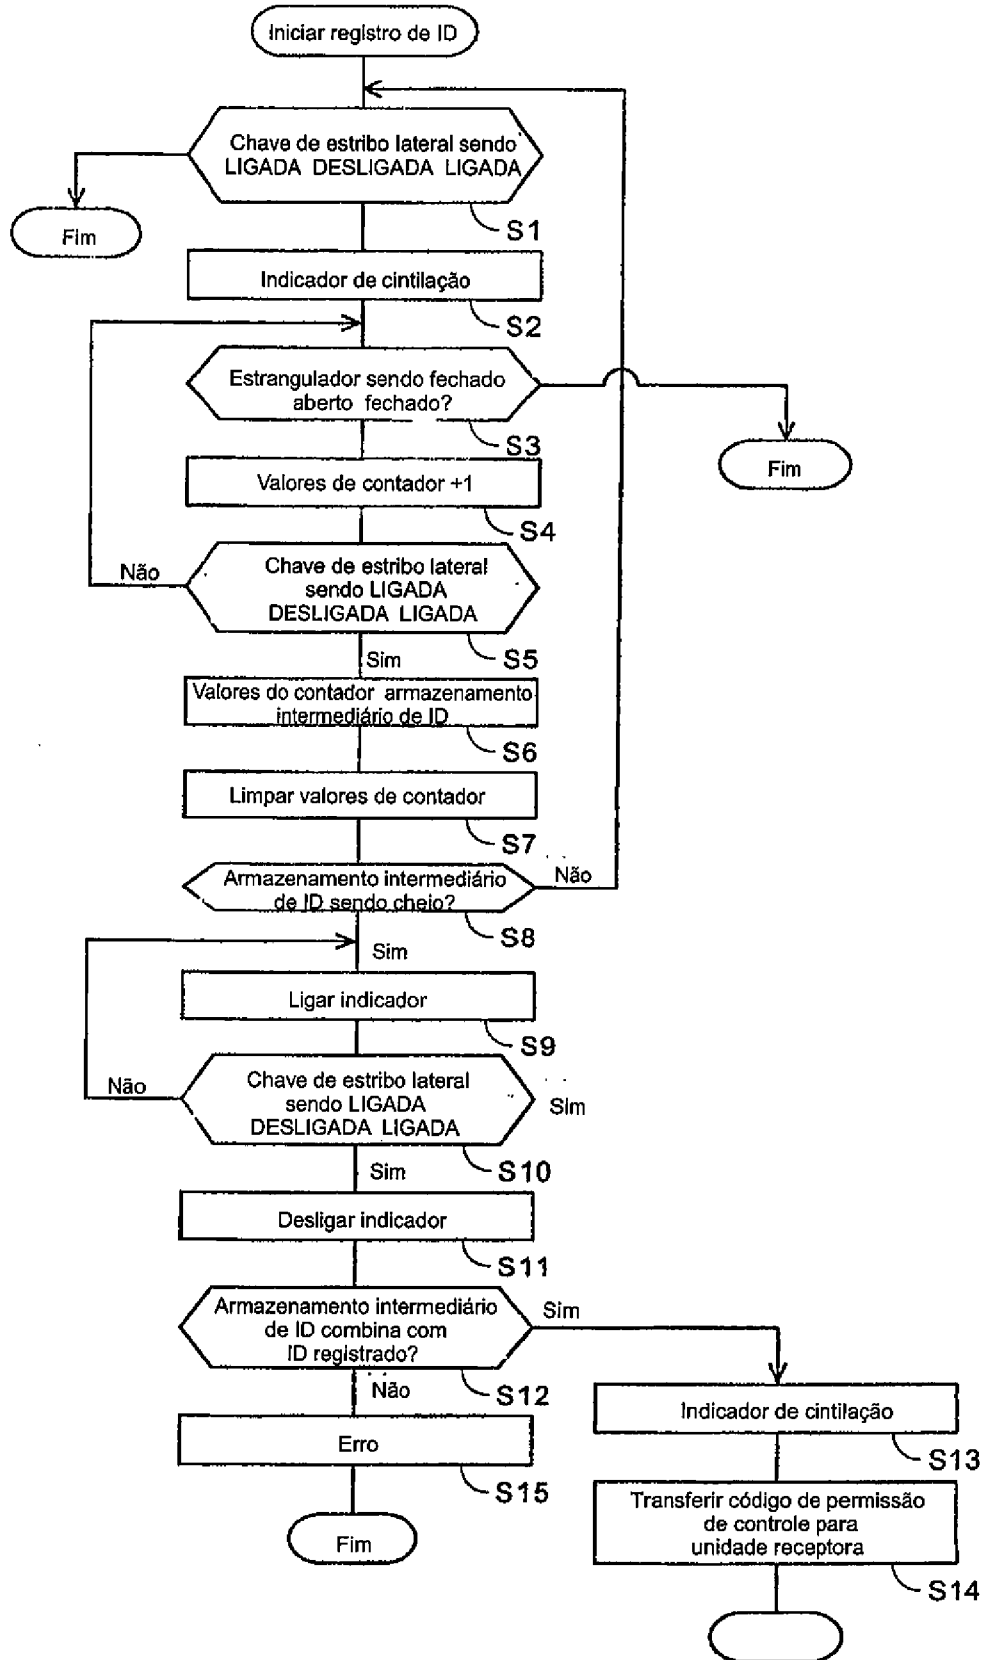 Iniciar registro de ID
Chave de estribo lateral sendo
LIGADA DESLIGADA LIGADA
S1
Fim
Indicador de cintilação
S2
Estrangulador sendo fechado
aberto fechado?
S3
Fim
Valores de contador +1
S4
Chave de estribo lateral
sendo LIGADA
DESLIGADA LIGADA
Não
S5
Sim
Valores do contador armazenamento
intermediário de ID
S6
Limpar valores de contador
S7
Armazenamento intermediário
de ID sendo cheio?
Não
S8
Sim
Ligar indicador
S9
Chave de estribo lateral
sendo LIGADA
DESLIGADA LIGADA
Não
Sim
S10
Sim
Desligar indicador
S11
Armazenamento intermediário
de ID combina com
ID registrado?
Sim
S12
Não
Indicador de cintilação
S13
Erro
S15
Transferir código de permissão
de controle para
unidade receptora
S14
Fim